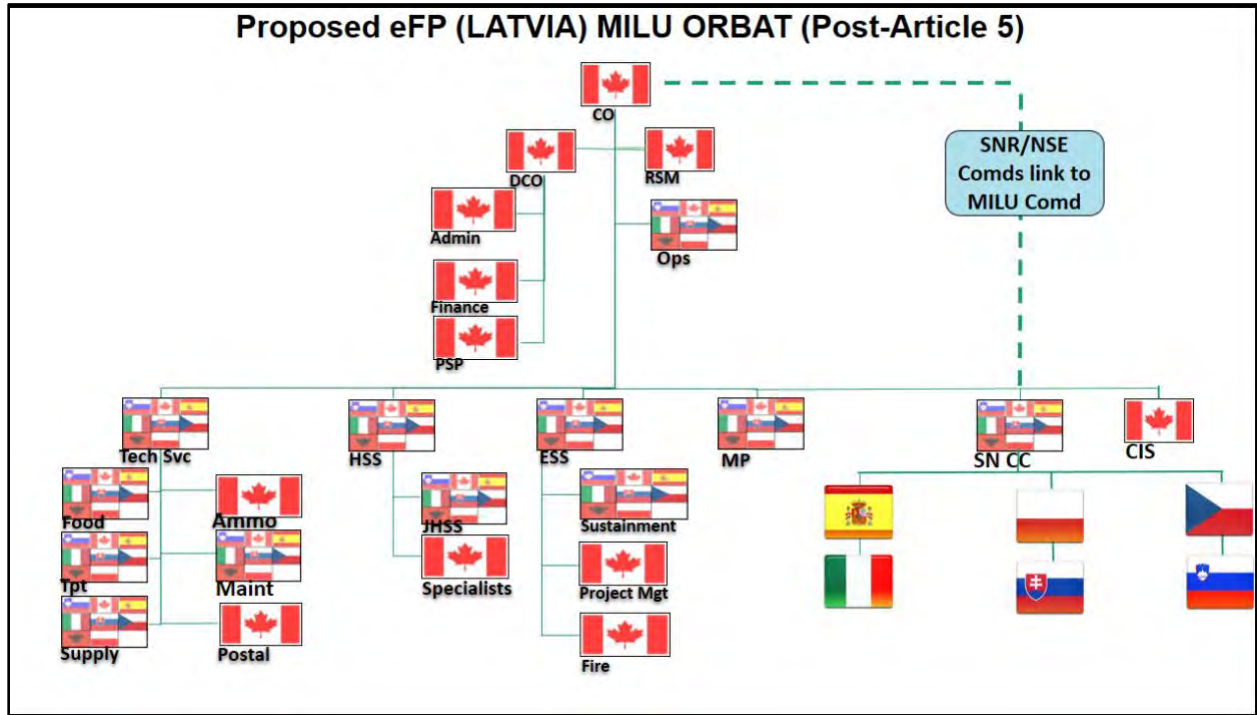 Proposed eFP (LATVIA) MILU ORBAT (Post-Article 5)
CO
SNR/NSE
Comds link to
MILU Comd
DCO
RSM
Admin
Ops
Finance
PSP
Tech Svc
HSS
ESS
MP
SN CC
CIS
Food
Ammo
JHSS
Sustainment
Tpt
Maint
Specialists
Project Mgt
Supply
Postal
Fire